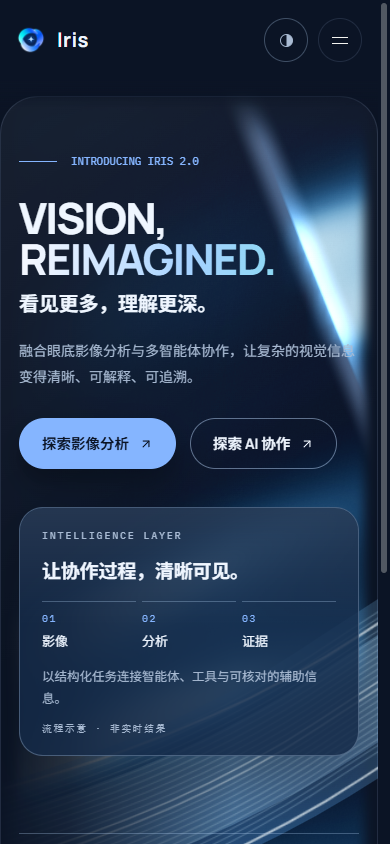 Iris
INTRODUCING IRIS 2.0
VISION,
REIMAGINED.
看见更多，理解更深。
融合眼底影像分析与多智能体协作，让复杂的视觉信息
变得清晰、可解释、可追溯。
探索影像分析
探索 AI 协作
INTELLIGENCE LAYER
让协作过程，清晰可见。
01
02
03
影像
分析
证据
以结构化任务连接智能体、工具与可核对的辅助信
息。
流程示意 · 非实时结果